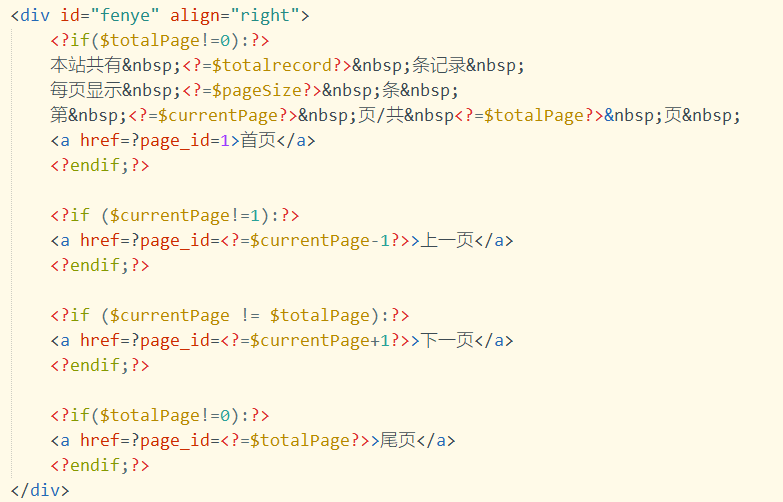 <div id="fenye" align="right">
<?if($totalPage!=0):?>
本站共有&nbsp;<?=$totalrecord?>&nbsp;条记录&nbsp;
每页显示&nbsp;<?=$pageSize?>&nbsp;条&nbsp;
第&nbsp;<?=$currentPage?>&nbsp;页/共&nbsp<?=$totalPage?>&nbsp;页&nbsp;
<a href=?page_id=1>首页</a>
<?endif;?>
<?if ($currentPage!=1):?>
<a href=?page_id=<?=$currentPage-1?>>上一页</a>
<?endif;?>
<?if ($currentPage != $totalPage):?>
<a href=?page_id=<?=$currentPage+1?>>下一页</a>
<?endif;?>
<?if($totalPage!=0):?>
<a href=?page_id=<?=$totalPage?>>尾页</a>
<?endif;?>
</div>